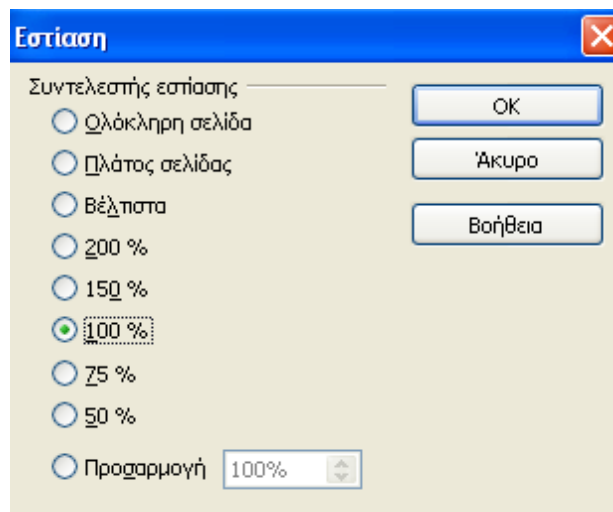 Εστίαση
Συντελεστής εστίασης
Ολόκληρη σελίδα
Πλάτος σελίδας
Βέλτιστα
200 %
150 %
100 %
75 %
50 %
Προσαρμογή 100%
OK
Άκυρο
Βοήθεια